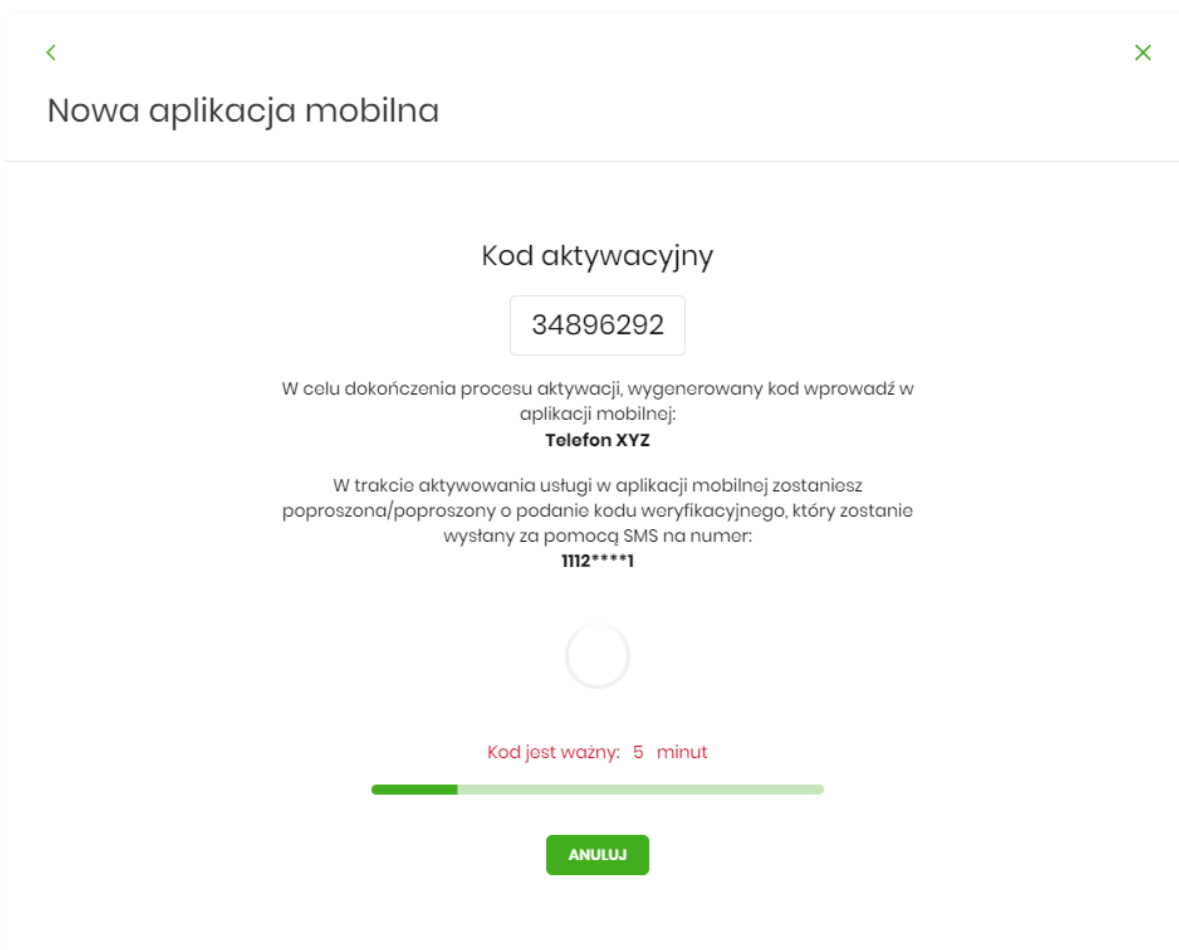 Nowa aplikacja mobilna
Kod aktywacyjny
34896292
W celu dokończenia procesu aktywacji, wygenerowany kod wprowadź w
aplikacji mobilnej:
Telefon XYZ
W trakcie aktywowania usługi w aplikacji mobilnej zostaniesz
poproszona/poproszony o podanie kodu weryfikacyjnego, który zostanie
wysłany za pomocą SMS na numer:
1112****1
Kod jest ważny: 5 minut
ANULUJ